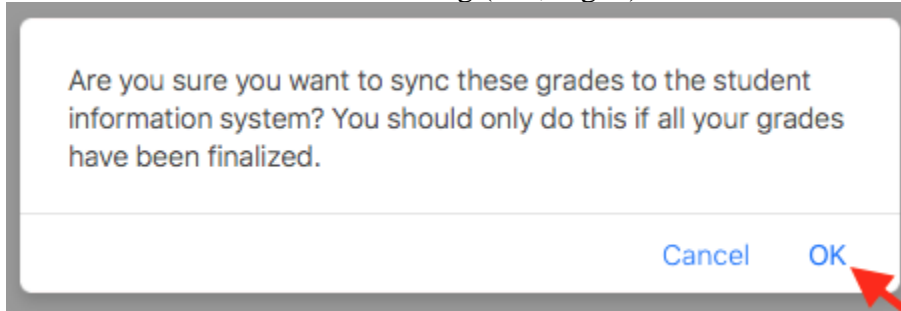 Are you sure you want to sync these grades to the student
information system? You should only do this if all your grades
have been finalized.
Cancel OK